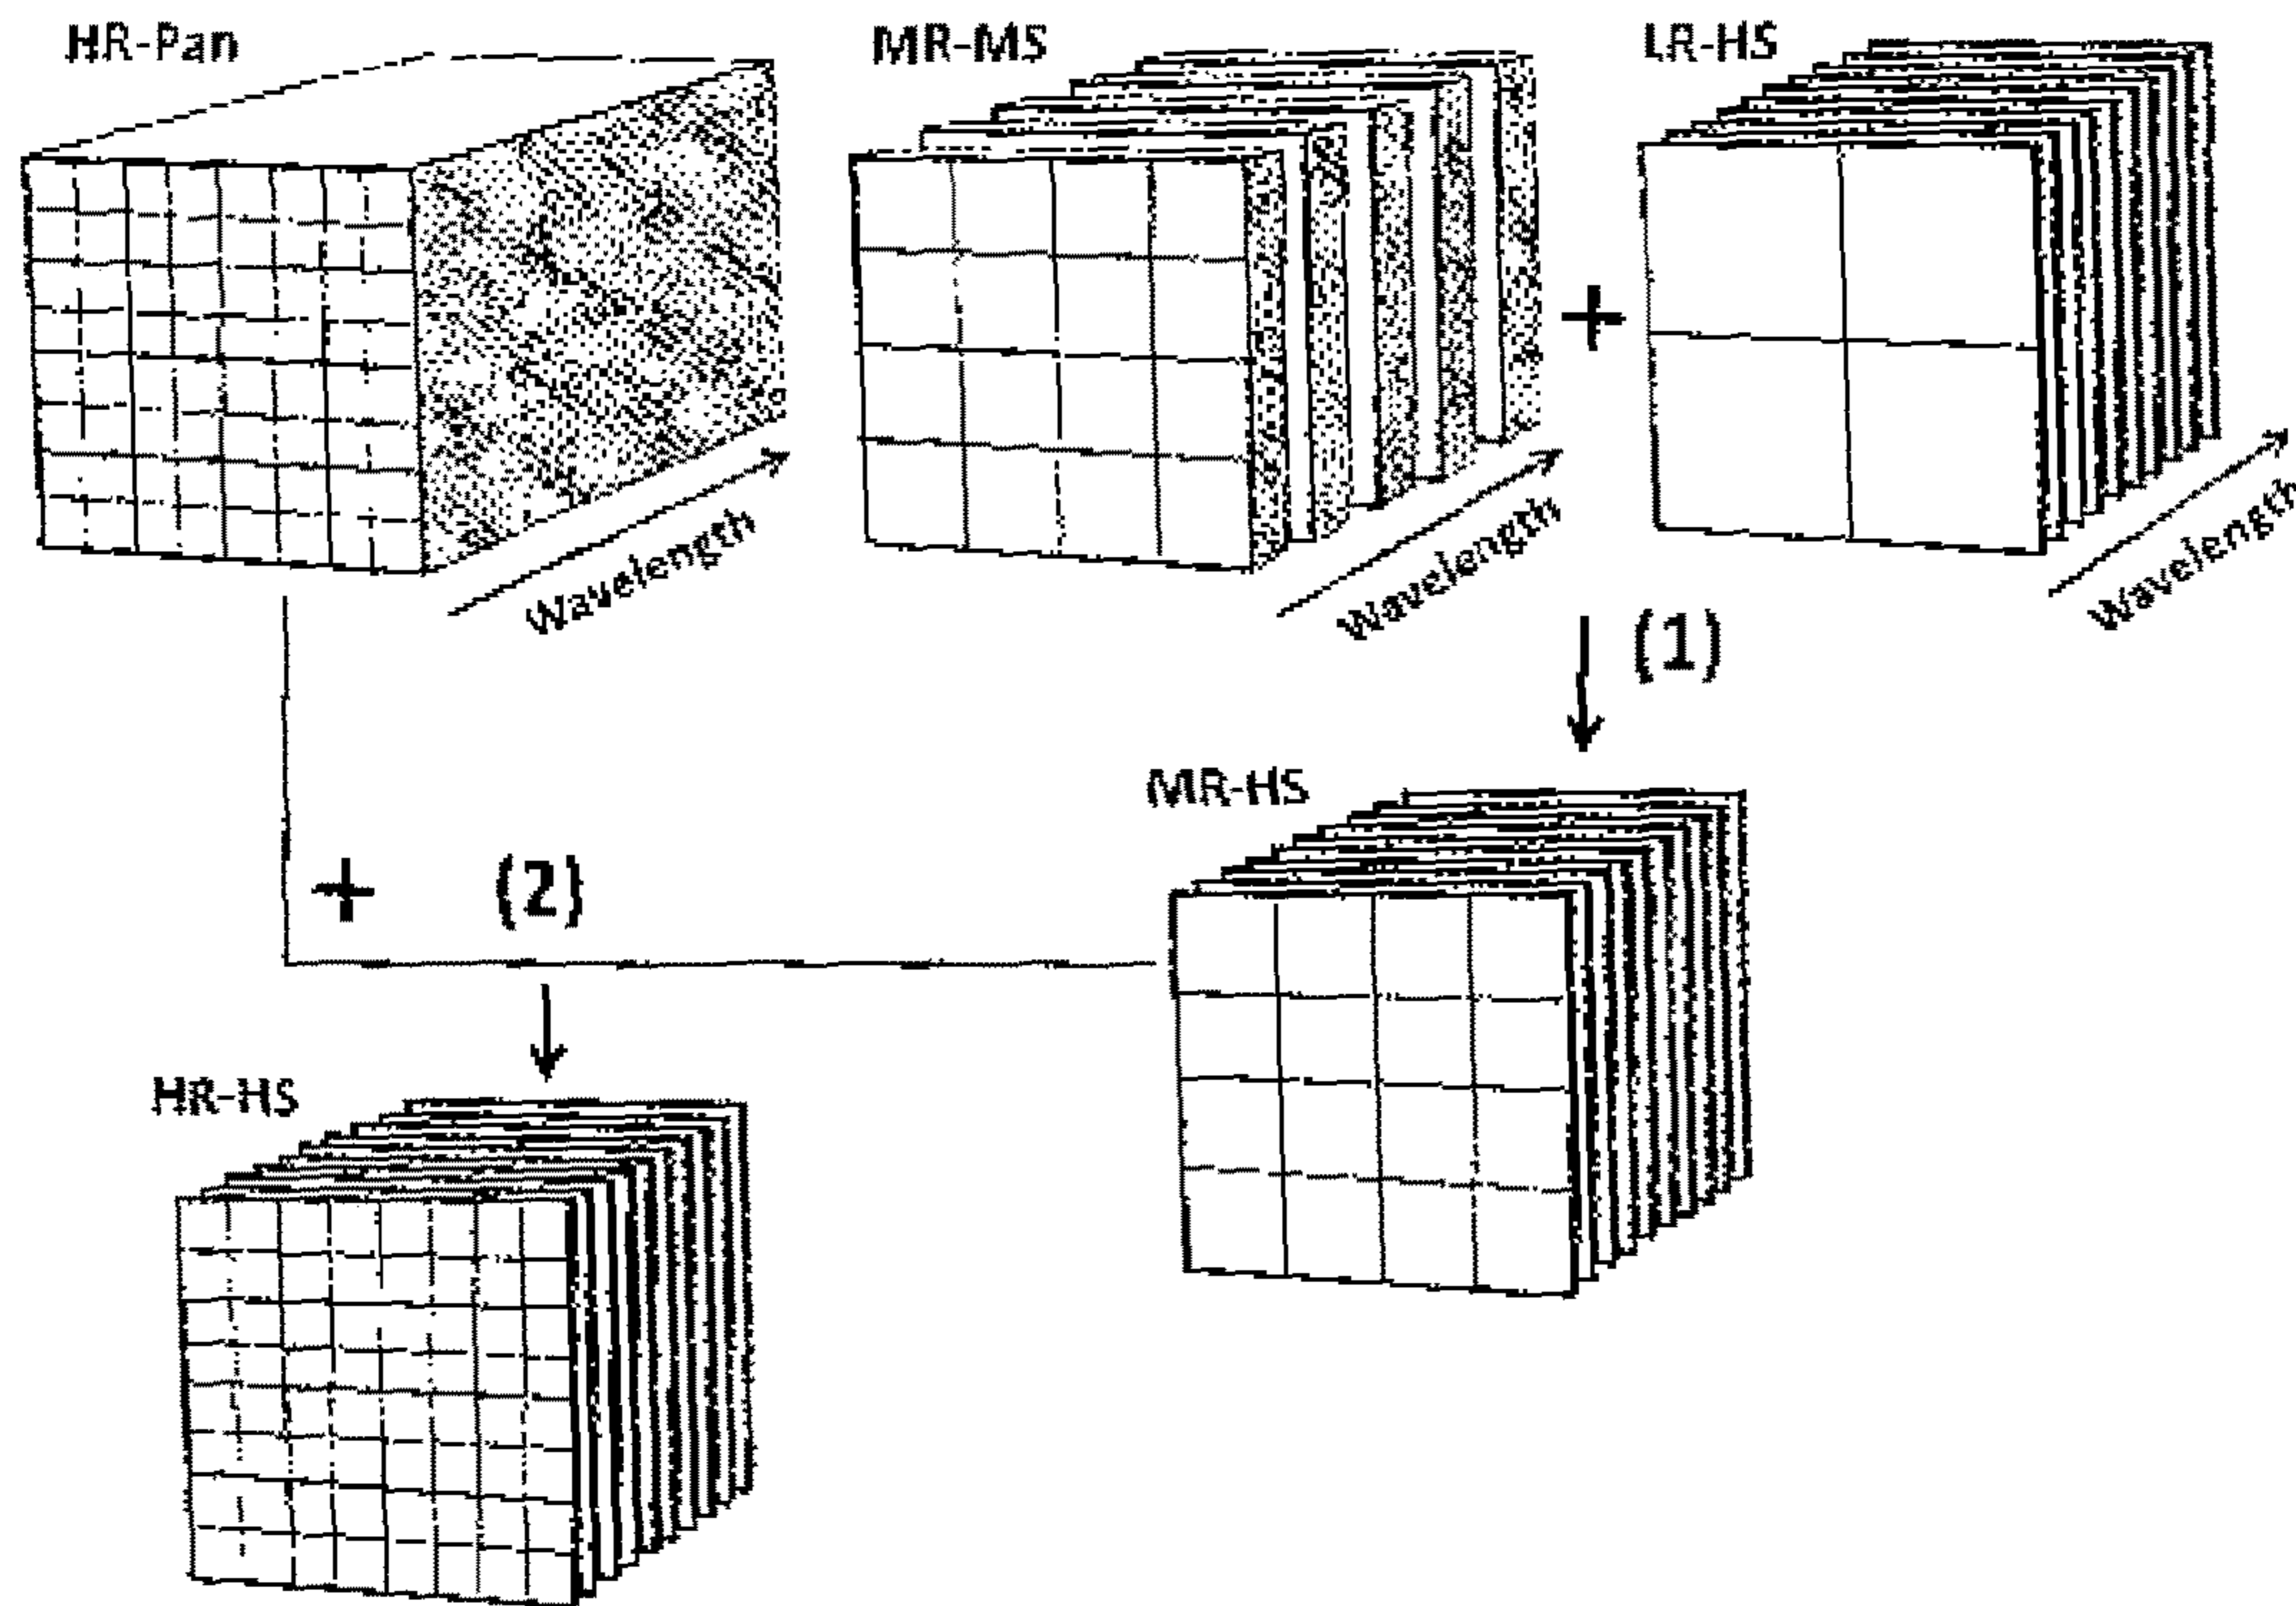 HR-Pan
MR-MS
LR-HS
+
Wavelength
Wavelength
Wavelength
(1)
MR-HS
+
(2)
HR-HS